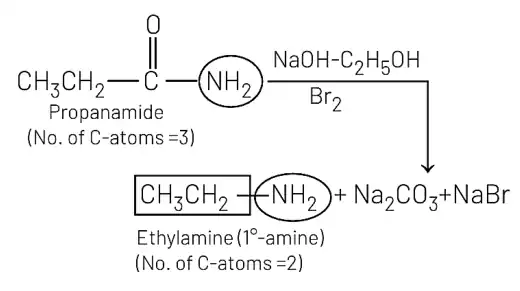 O
CH₃CH₂—C—NH₂
NaOH-C₂H₅OH
Br₂
Propanamide
(No. of C-atoms =3)
CH₃CH₂—NH₂ + Na₂CO₃+NaBr
Ethylamine (1°-amine)
(No. of C-atoms =2)